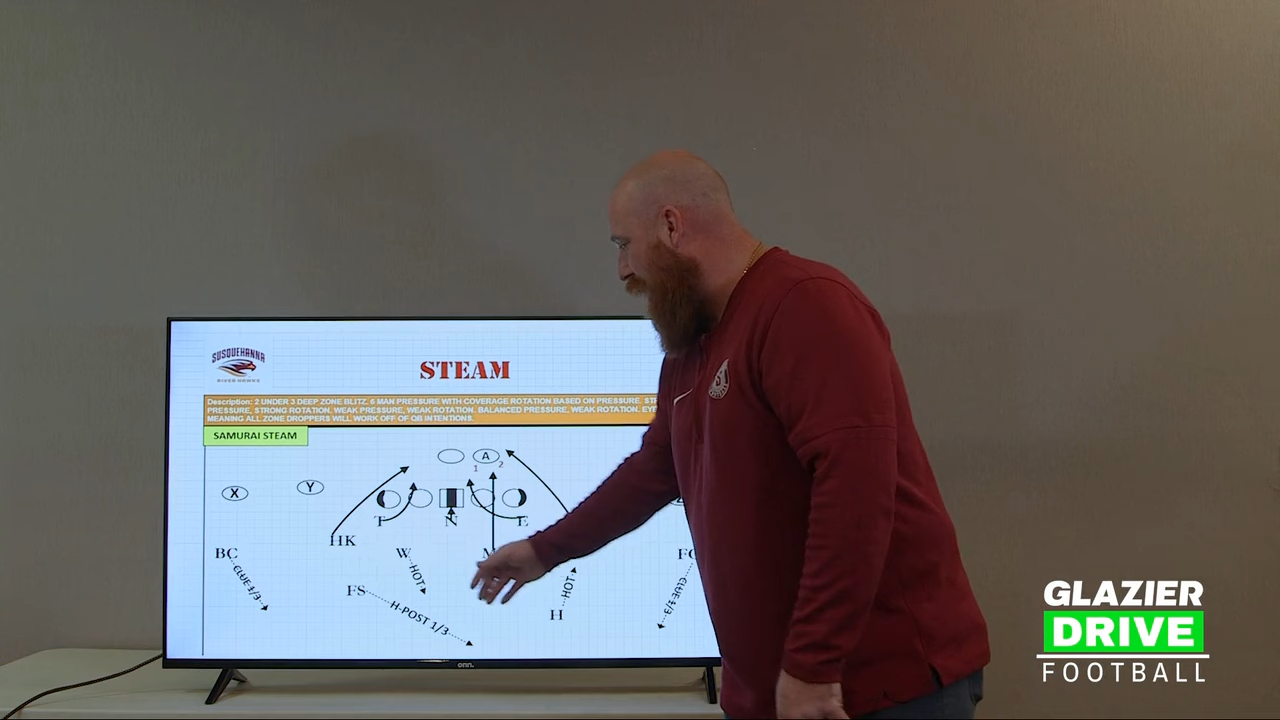 SUSQUEHANNA
RIVER HAWKS
STEAM
Description: 2 UNDER 3 DEEP ZONE BLITZ. 6 MAN PRESSURE WITH COVERAGE ROTATION BASED ON PRESSURE. STR
PRESSURE, STRONG ROTATION. WEAK PRESSURE, WEAK ROTATION. BALANCED PRESSURE, WEAK ROTATION. EYE
MEANING ALL ZONE DROPPERS WILL WORK OFF OF QB INTENTIONS.
SAMURAI STEAM
A
1 2
X
Y
T
N
E
HK
BC
W
M
FC
CLUE 1/3
HOT
HOT
CLUE 1/3
FS
H-POST 1/3
H
onn.
GLAZIER
DRIVE
FOOTBALL